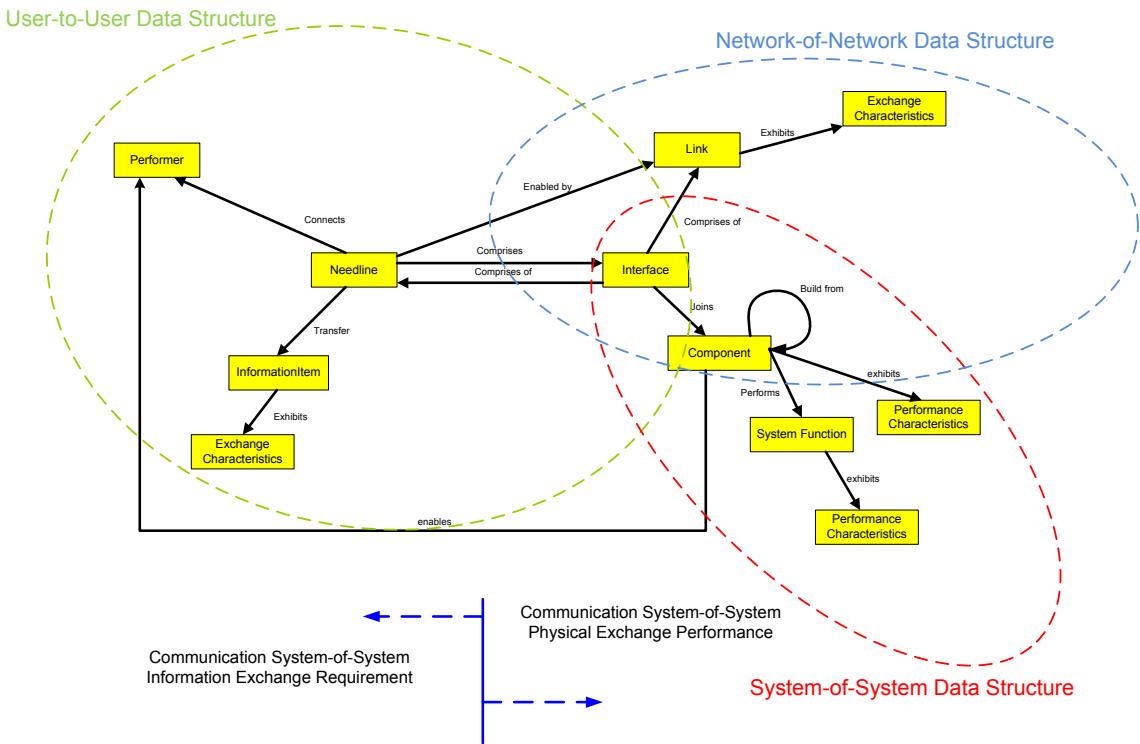 User-to-User Data Structure
Network-of-Network Data Structure
Exchange
Characteristics
Exhibits
Link
Performer
Enabled by
Connects
Comprises of
Comprises
Needline
Comprises of
Interface
Build from
Joins
Transfer
Component
InformationItem
exhibits
Performs
Exhibits
Performance
Characteristics
System Function
Exchange
Characteristics
exhibits
enables
Performance
Characteristics
Communication System-of-System
Physical Exchange Performance
Communication System-of-System
Information Exchange Requirement
System-of-System Data Structure